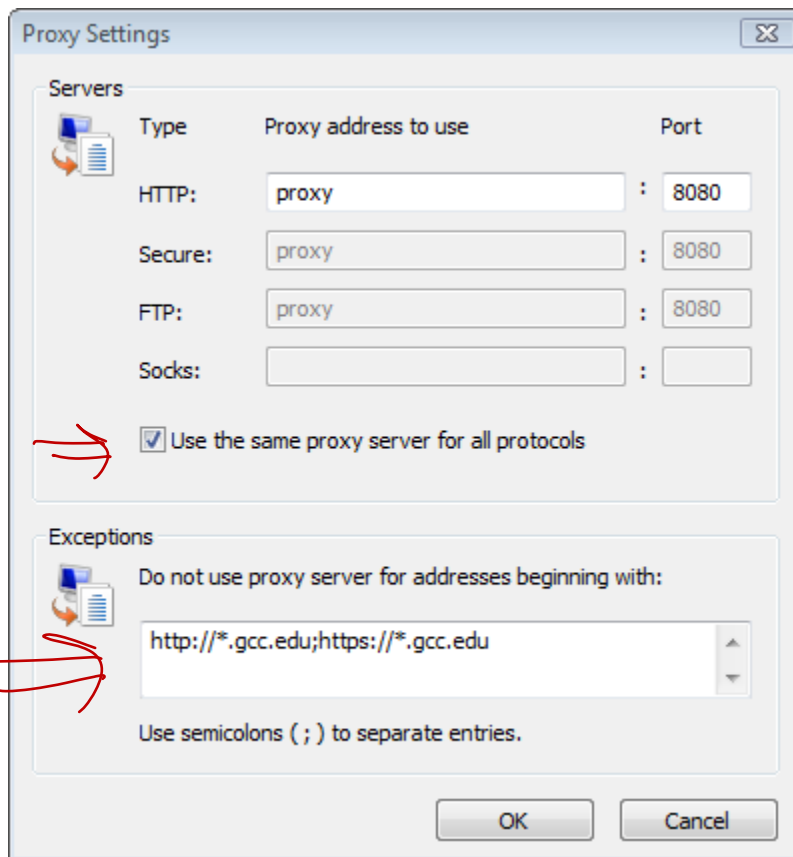 Proxy Settings
Servers
Type Proxy address to use Port
HTTP: proxy : 8080
Secure: proxy : 8080
FTP: proxy : 8080
Socks: :
Use the same proxy server for all protocols
Exceptions
Do not use proxy server for addresses beginning with:
http://*.gcc.edu;https://*.gcc.edu
Use semicolons ( ; ) to separate entries.
OK Cancel